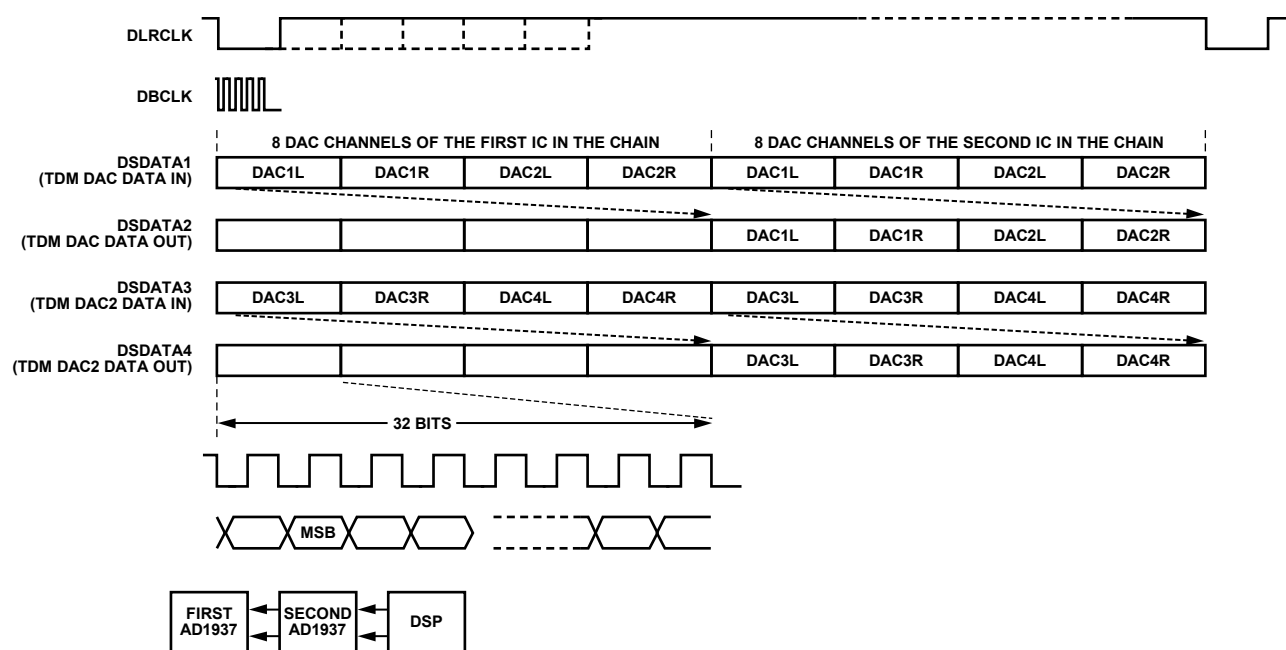 DLRCLK
DBCLK
8 DAC CHANNELS OF THE FIRST IC IN THE CHAIN 8 DAC CHANNELS OF THE SECOND IC IN THE CHAIN
DSDATA1
(TDM DAC DATA IN)
DAC1L DAC1R DAC2L DAC2R DAC1L DAC1R DAC2L DAC2R
DSDATA2
(TDM DAC DATA OUT)
DAC1L DAC1R DAC2L DAC2R
DSDATA3
(TDM DAC2 DATA IN)
DAC3L DAC3R DAC4L DAC4R DAC3L DAC3R DAC4L DAC4R
DSDATA4
(TDM DAC2 DATA OUT)
DAC3L DAC3R DAC4L DAC4R
32 BITS
MSB
FIRST
AD1937
SECOND
AD1937
DSP